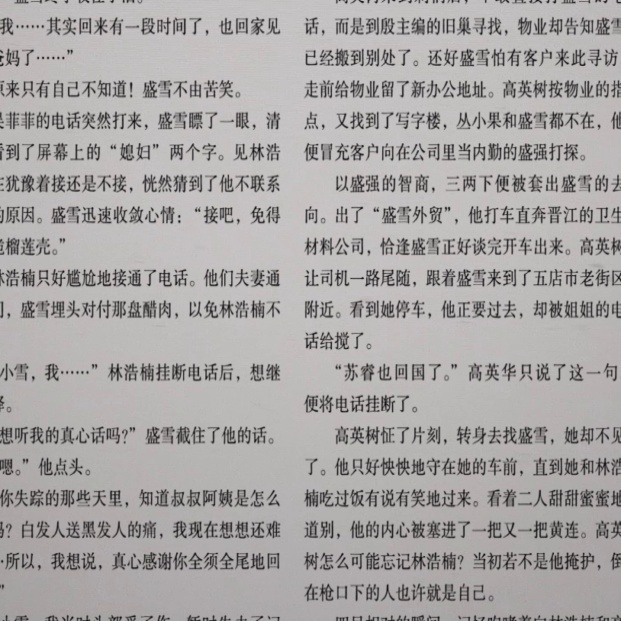 我……其实回来有一段时间了，也回家见
爸妈了……”
原来只有自己不知道！盛雪不由苦笑。
是菲菲的电话突然打来，盛雪瞟了一眼，清
看到了屏幕上的“媳妇”两个字。见林浩
在犹豫着接还是不接，恍然猜到了他不联系
的原因。盛雪迅速收敛心情：“接吧，免得
跪榴莲壳。”
林浩楠只好尴尬地接通了电话。他们夫妻通
间，盛雪埋头对付那盘醋肉，以免林浩楠不
小雪，我……”林浩楠挂断电话后，想继
释。
想听我的真心话吗？”盛雪截住了他的话。
嗯。”他点头。
你失踪的那些天里，知道叔叔阿姨是怎么
吗？白发人送黑发人的痛，我现在想想还难
…所以，我想说，真心感谢你全须全尾地回
”
话，而是到殷主编的旧巢寻找，物业却告知盛雪
已经搬到别处了。还好盛雪怕有客户来此寻访，
走前给物业留了新办公地址。高英树按物业的指
点，又找到了写字楼，丛小果和盛雪都不在，他
便冒充客户向在公司里当内勤的盛强打探。
以盛强的智商，三两下便被套出盛雪的去
向。出了“盛雪外贸”，他打车直奔晋江的卫生
材料公司，恰逢盛雪正好谈完开车出来。高英树
让司机一路尾随，跟着盛雪来到了五店市老街区
附近。看到她停车，他正要过去，却被姐姐的电
话给搅了。
“苏睿也回国了。”高英华只说了这一句
便将电话挂断了。
高英树怔了片刻，转身去找盛雪，她却不见
了。他只好怏怏地守在她的车前，直到她和林浩
楠吃过饭有说有笑地过来。看着二人甜甜蜜蜜地
道别，他的内心被塞进了一把又一把黄连。高英
树怎么可能忘记林浩楠？当初若不是他掩护，倒
在枪口下的人也许就是自己。